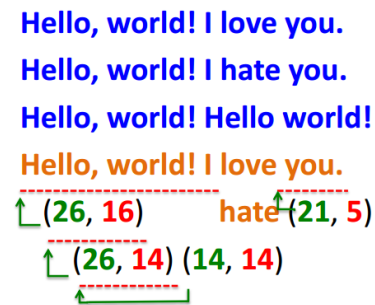 Hello, world! I love you.
Hello, world! I hate you.
Hello, world! Hello world!
Hello, world! I love you.
(26, 16) hate (21, 5)
(26, 14) (14, 14)